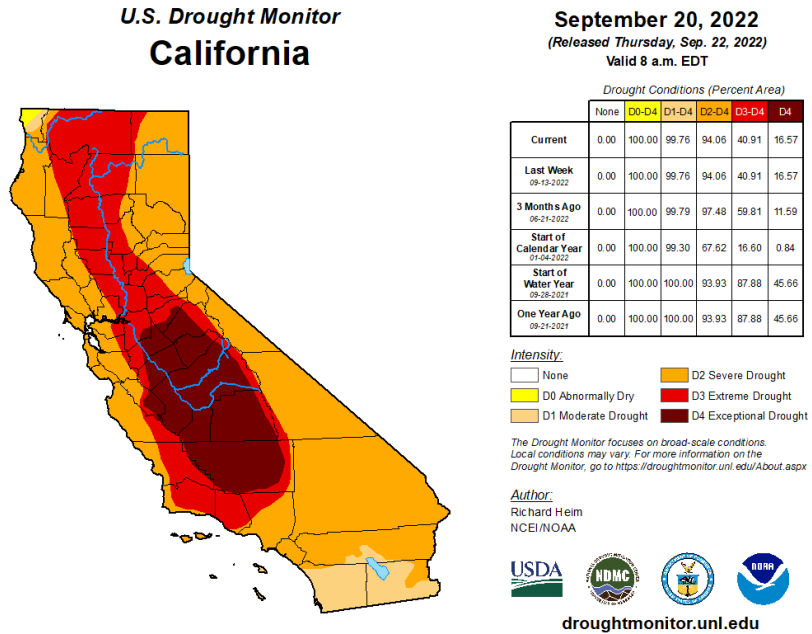 U.S. Drought Monitor
California
September 20, 2022
(Released Thursday, Sep. 22, 2022)
Valid 8 a.m. EDT
Drought Conditions (Percent Area)
None D0-D4 D1-D4 D2-D4 D3-D4 D4
Current 0.00 100.00 99.76 94.06 40.91 16.57
Last Week
09-13-2022 0.00 100.00 99.76 94.06 40.91 16.57
3 Months Ago
06-21-2022 0.00 100.00 99.79 97.48 59.81 11.59
Start of
Calendar Year
01-04-2022 0.00 100.00 99.30 67.62 16.60 0.84
Start of
Water Year
09-28-2021 0.00 100.00 100.00 93.93 87.88 45.66
One Year Ago
09-21-2021 0.00 100.00 100.00 93.93 87.88 45.66
Intensity:
None
D0 Abnormally Dry
D1 Moderate Drought
D2 Severe Drought
D3 Extreme Drought
D4 Exceptional Drought
The Drought Monitor focuses on broad-scale conditions.
Local conditions may vary. For more information on the
Drought Monitor, go to https://droughtmonitor.unl.edu/About.aspx
Author:
Richard Heim
NCEI/NOAA
USDA
NDMC
NOAA
droughtmonitor.unl.edu